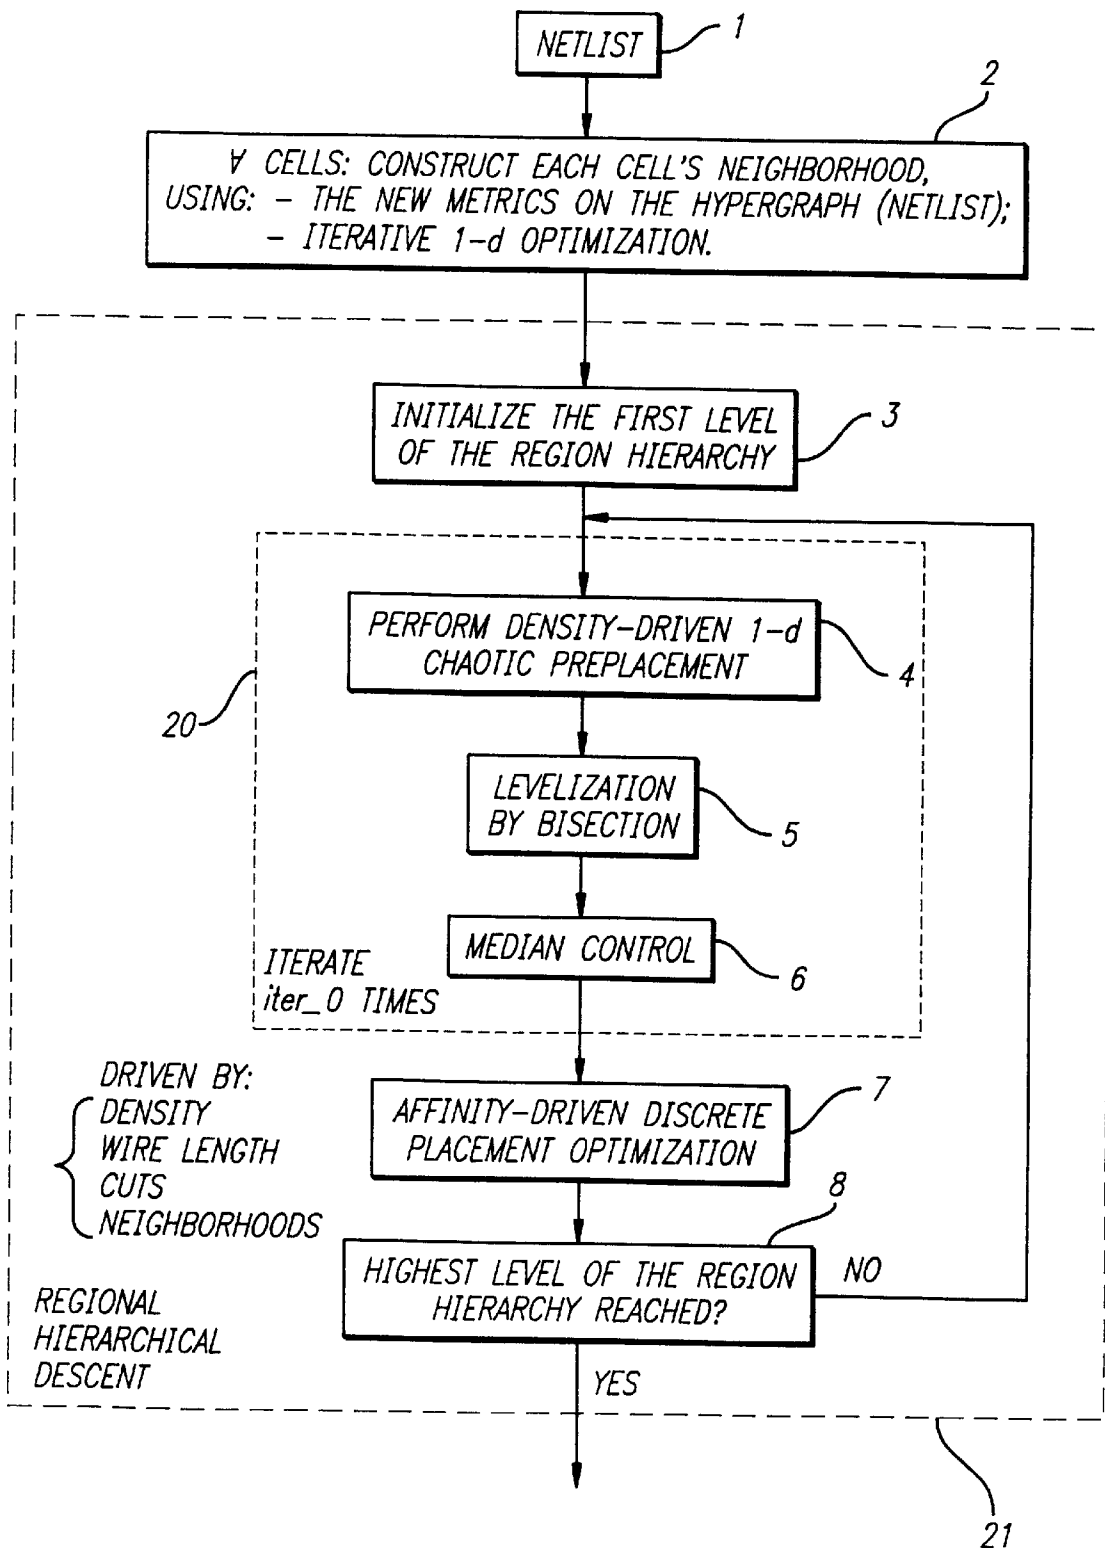 NETLIST
1
2
∀ CELLS: CONSTRUCT EACH CELL'S NEIGHBORHOOD,
USING: – THE NEW METRICS ON THE HYPERGRAPH (NETLIST);
– ITERATIVE 1–d OPTIMIZATION.
INITIALIZE THE FIRST LEVEL
OF THE REGION HIERARCHY
3
PERFORM DENSITY–DRIVEN 1–d
CHAOTIC PREPLACEMENT
4
20
LEVELIZATION
BY BISECTION
5
MEDIAN CONTROL
6
ITERATE
iter_0 TIMES
DRIVEN BY:
DENSITY
WIRE LENGTH
CUTS
NEIGHBORHOODS
AFFINITY–DRIVEN DISCRETE
PLACEMENT OPTIMIZATION
7
8
HIGHEST LEVEL OF THE REGION
HIERARCHY REACHED?
NO
REGIONAL
HIERARCHICAL
DESCENT
YES
21